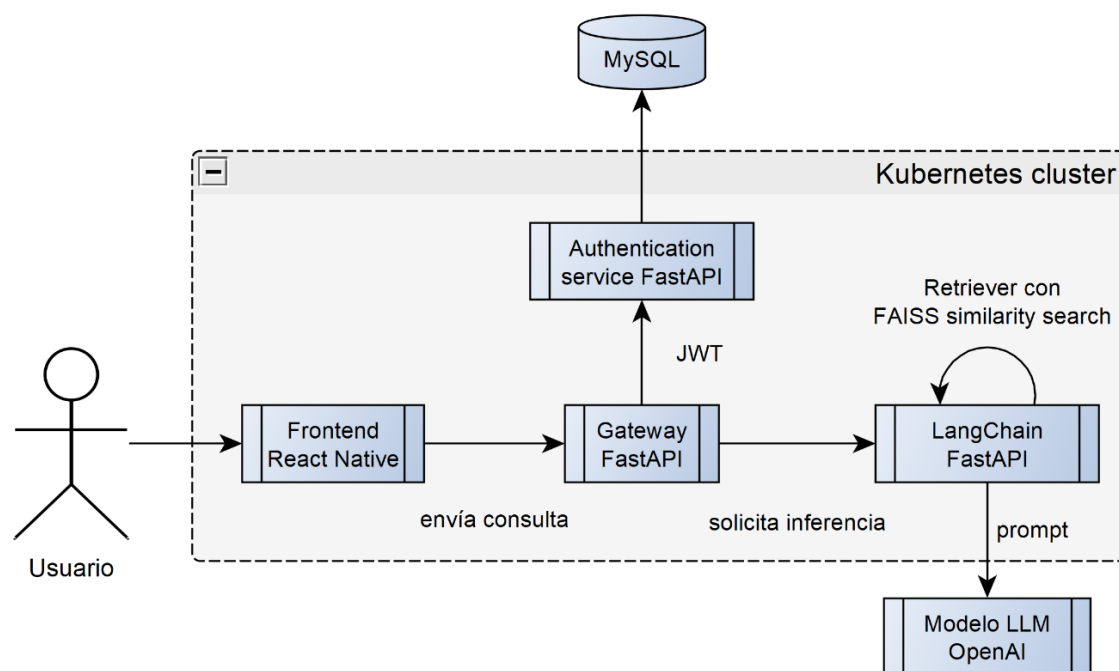 MySQL
Kubernetes cluster
Authentication
service FastAPI
Retriever con
FAISS similarity search
JWT
Frontend
React Native
Gateway
FastAPI
LangChain
FastAPI
envía consulta
solicita inferencia
prompt
Usuario
Modelo LLM
OpenAI